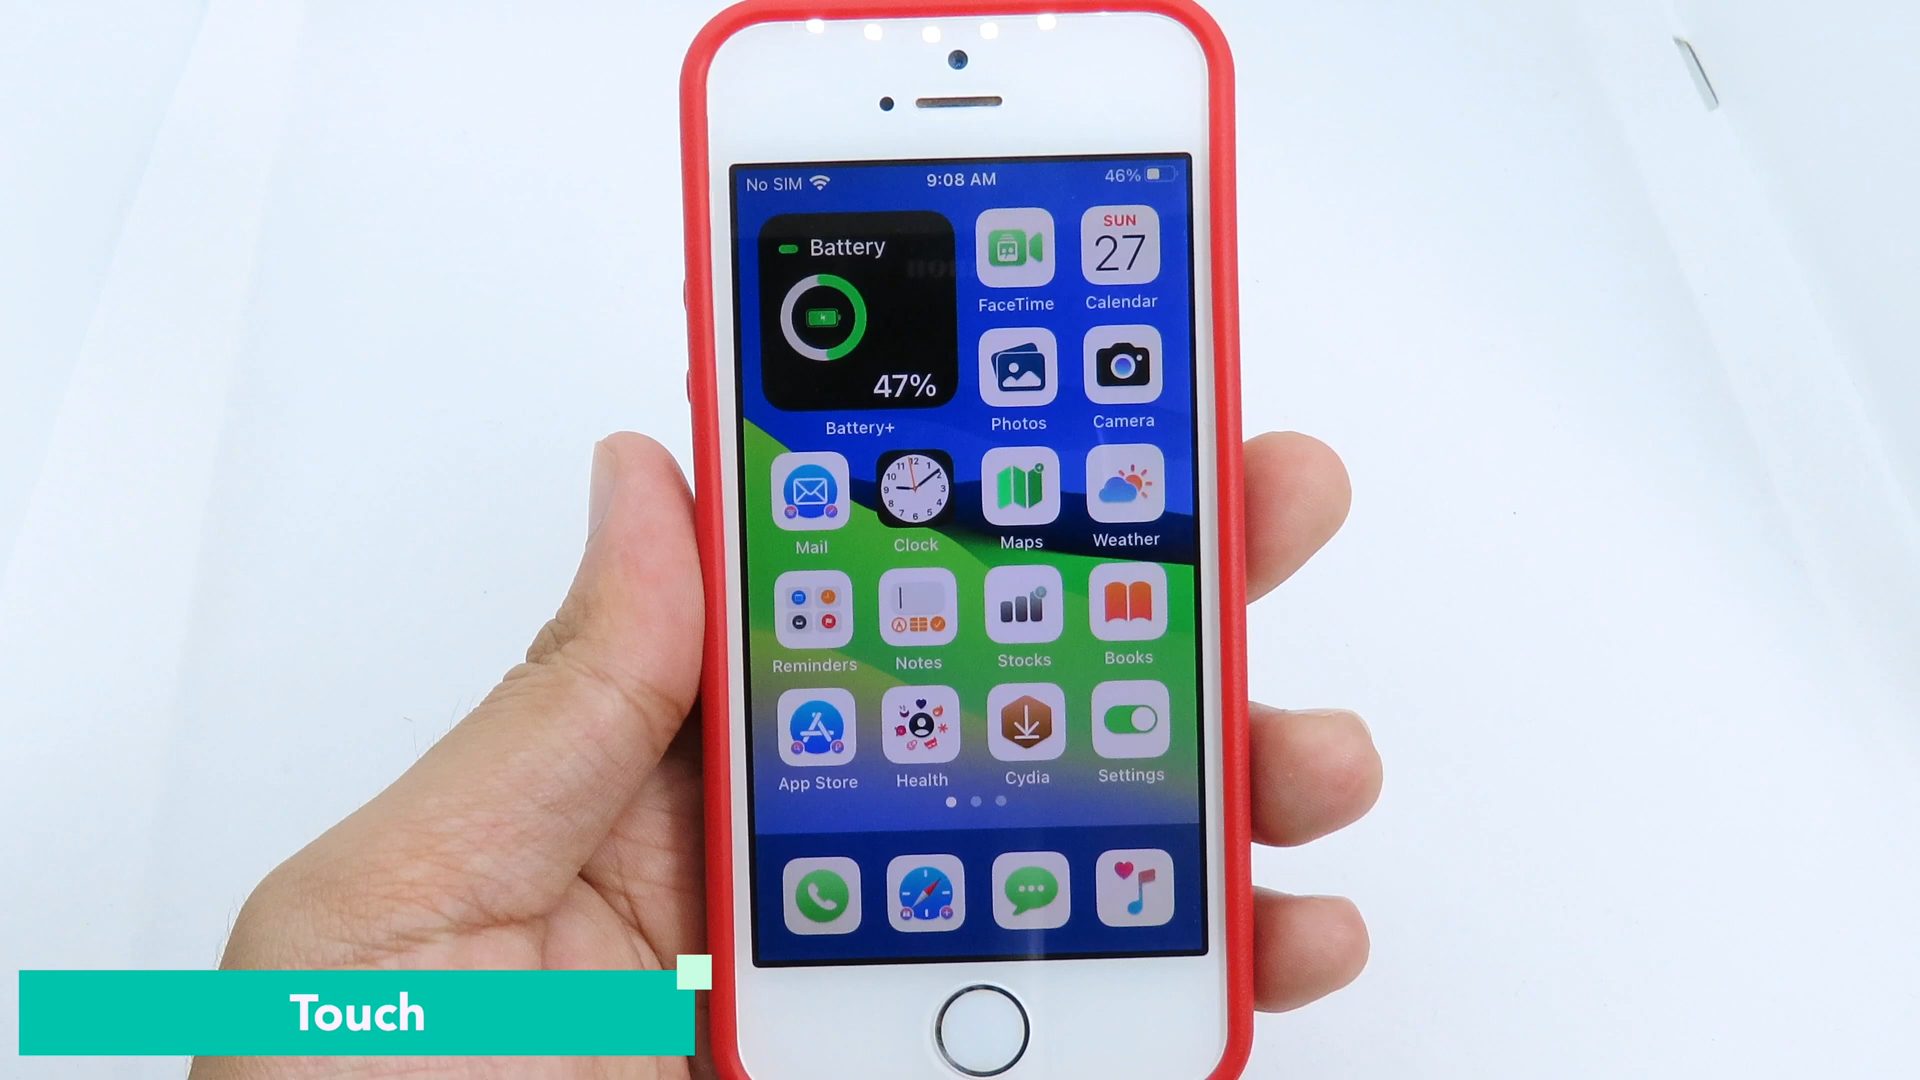 No SIM 9:08 AM 46%
Battery
47%
Battery+
FaceTime
SUN
27
Calendar
Photos
Camera
Mail
Clock
Maps
Weather
Reminders
Notes
Stocks
Books
App Store
Health
Cydia
Settings
Touch